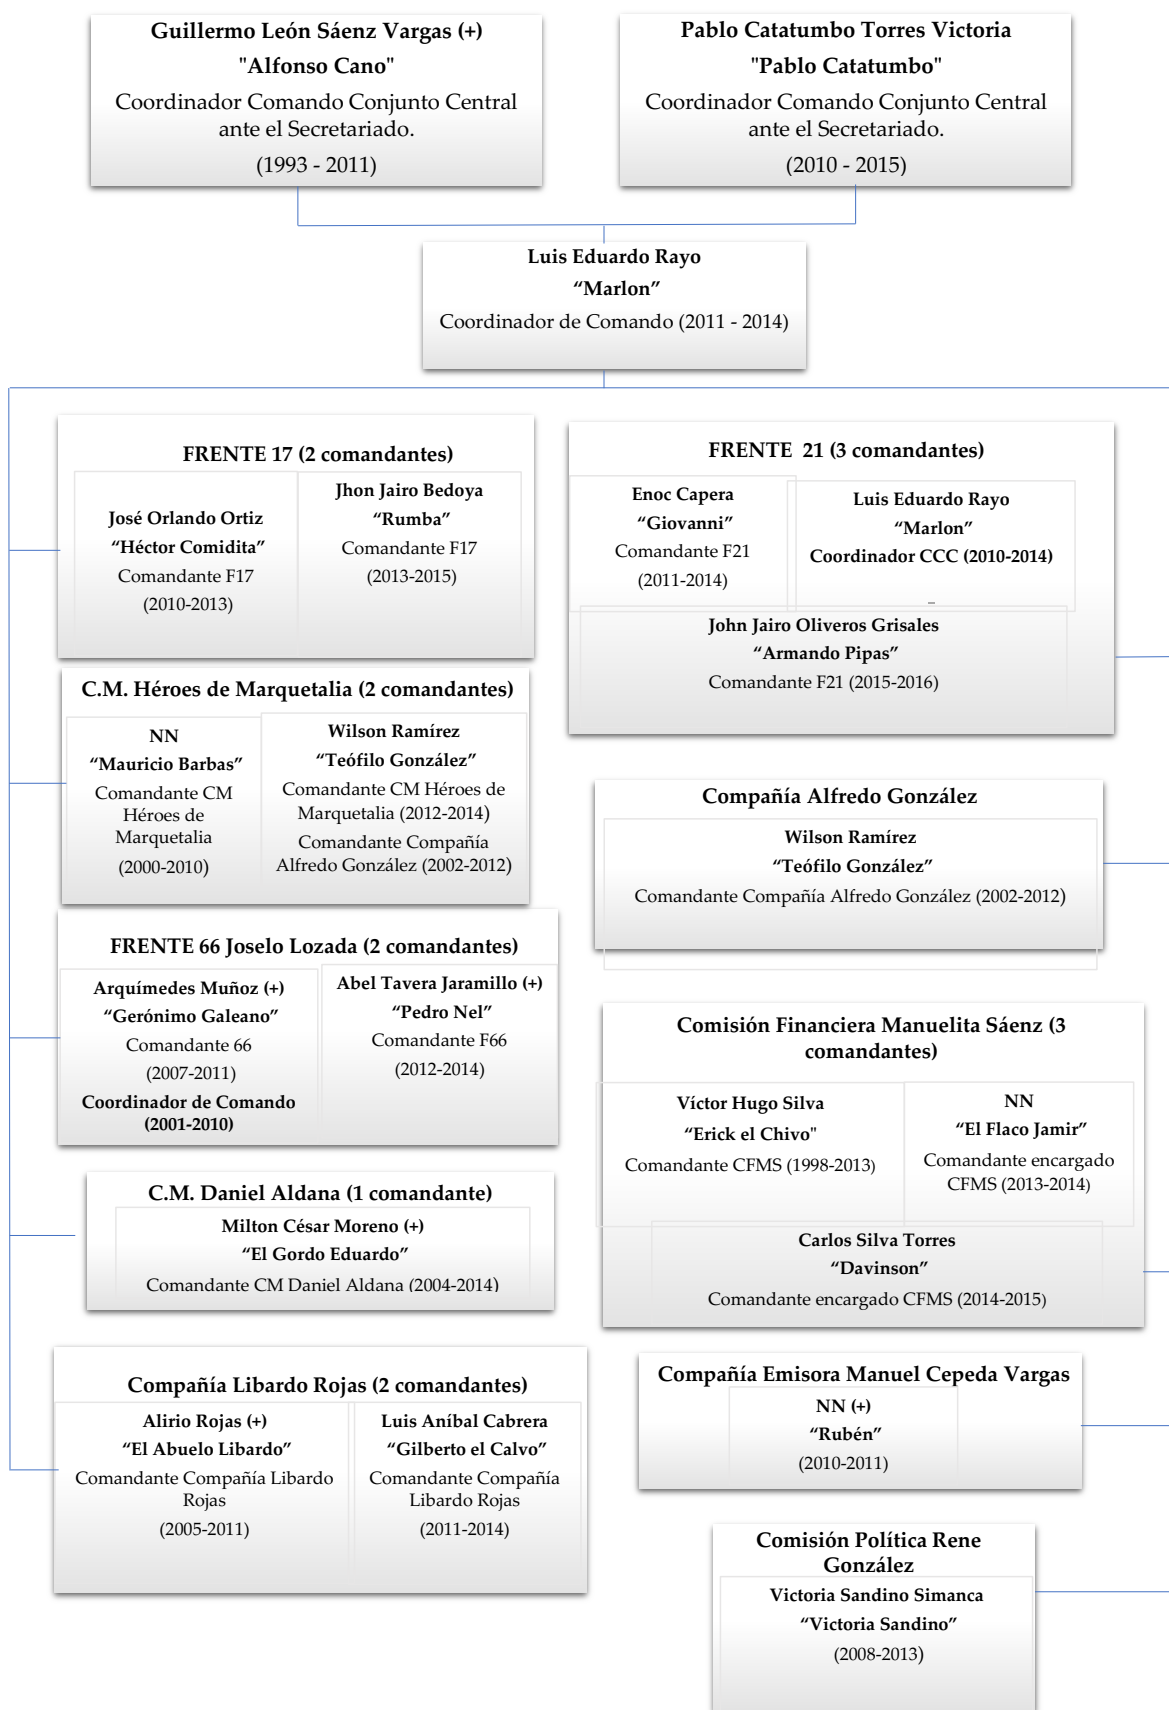 Guillermo León Sáenz Vargas (+)
"Alfonso Cano"
Coordinador Comando Conjunto Central
ante el Secretariado.
(1993 - 2011)
Pablo Catatumbo Torres Victoria
"Pablo Catatumbo"
Coordinador Comando Conjunto Central
ante el Secretariado.
(2010 - 2015)
Luis Eduardo Rayo
“Marlon”
Coordinador de Comando (2011 - 2014)
FRENTE 17 (2 comandantes)
José Orlando Ortiz
“Héctor Comidita”
Comandante F17
(2010-2013)
Jhon Jairo Bedoya
“Rumba”
Comandante F17
(2013-2015)
FRENTE  21 (3 comandantes)
Enoc Capera
“Giovanni”
Comandante F21
(2011-2014)
Luis Eduardo Rayo
“Marlon”
Coordinador CCC (2010-2014)
_
John Jairo Oliveros Grisales
“Armando Pipas”
Comandante F21 (2015-2016)
C.M. Héroes de Marquetalia (2 comandantes)
NN
“Mauricio Barbas”
Comandante CM
Héroes de
Marquetalia
(2000-2010)
Wilson Ramírez
“Teófilo González”
Comandante CM Héroes de
Marquetalia (2012-2014)
Comandante Compañía
Alfredo González (2002-2012)
Compañía Alfredo González
Wilson Ramírez
“Teófilo González”
Comandante Compañía Alfredo González (2002-2012)
FRENTE 66 Joselo Lozada (2 comandantes)
Arquímedes Muñoz (+)
“Gerónimo Galeano”
Comandante 66
(2007-2011)
Coordinador de Comando
(2001-2010)
Abel Tavera Jaramillo (+)
“Pedro Nel”
Comandante F66
(2012-2014)
Comisión Financiera Manuelita Sáenz (3
comandantes)
Víctor Hugo Silva
“Erick el Chivo"
Comandante CFMS (1998-2013)
NN
“El Flaco Jamir”
Comandante encargado
CFMS (2013-2014)
Carlos Silva Torres
“Davinson”
Comandante encargado CFMS (2014-2015)
C.M. Daniel Aldana (1 comandante)
Milton César Moreno (+)
“El Gordo Eduardo”
Comandante CM Daniel Aldana (2004-2014)
Compañía Libardo Rojas (2 comandantes)
Alirio Rojas (+)
“El Abuelo Libardo”
Comandante Compañía Libardo
Rojas
(2005-2011)
Luis Aníbal Cabrera
“Gilberto el Calvo”
Comandante Compañía
Libardo Rojas
(2011-2014)
Compañía Emisora Manuel Cepeda Vargas
NN (+)
“Rubén”
(2010-2011)
Comisión Política Rene
González
Victoria Sandino Simanca
“Victoria Sandino”
(2008-2013)